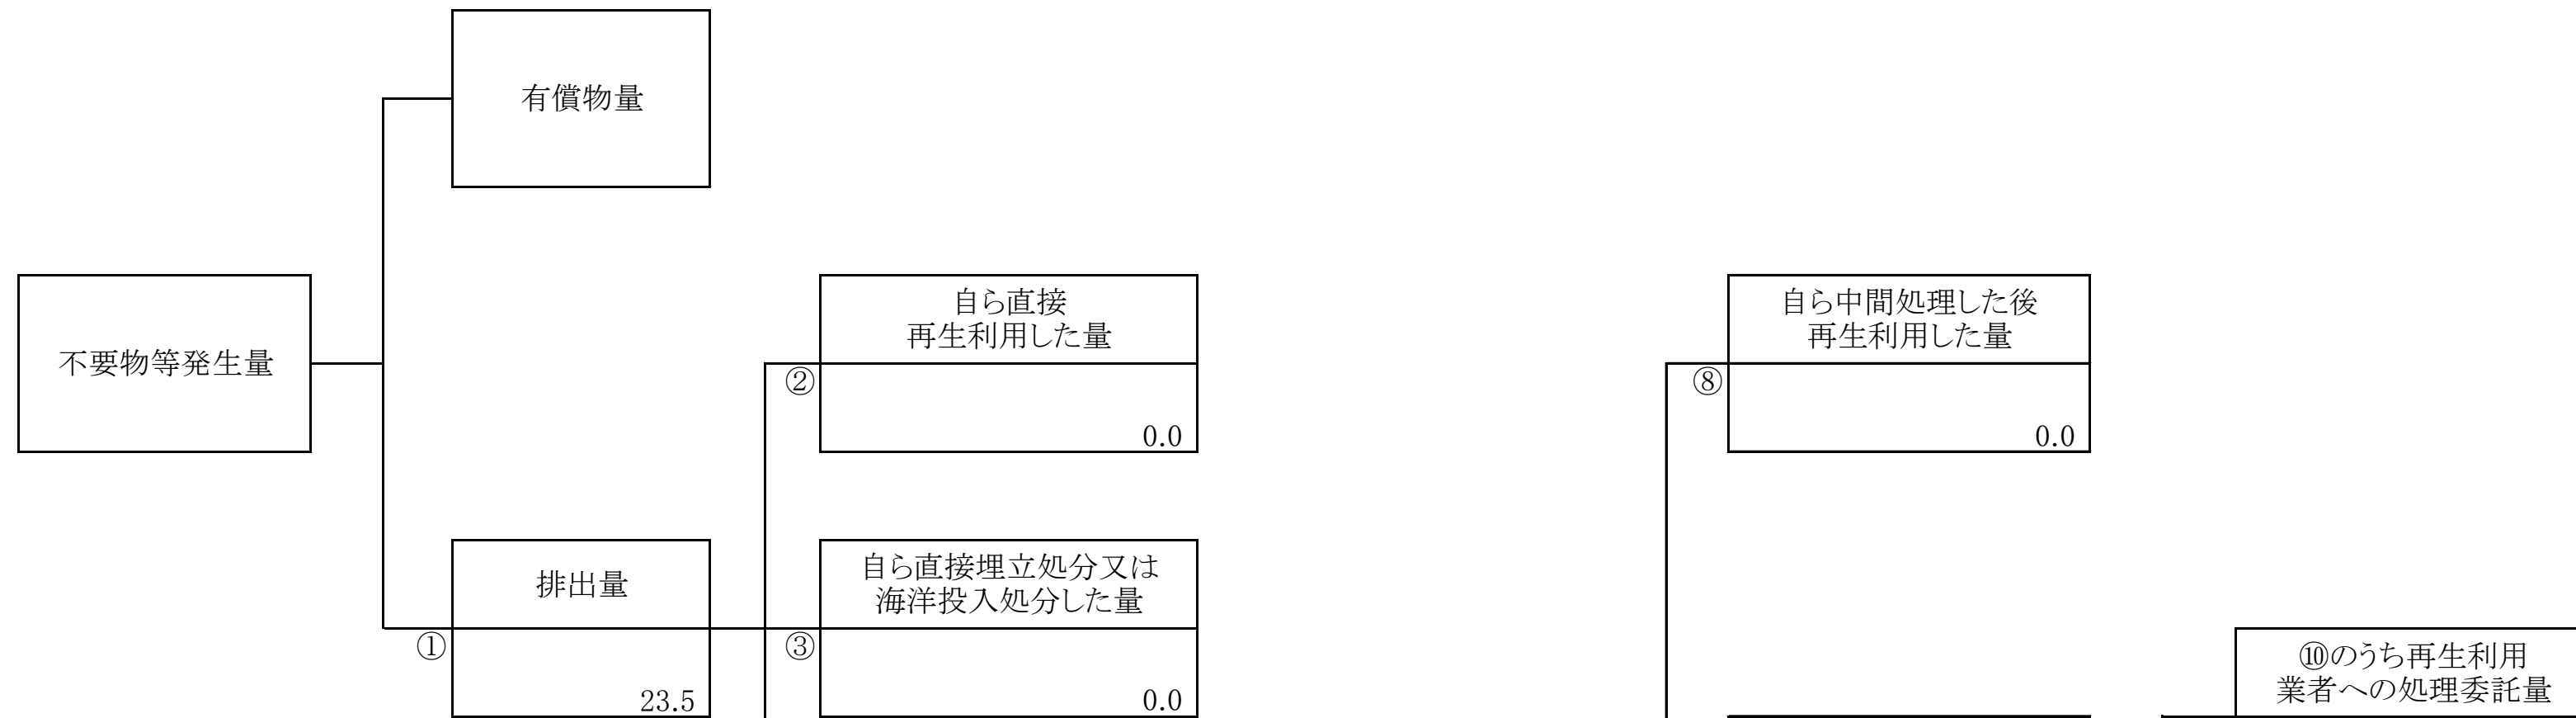 有償物量
不要物等発生量
自ら直接
再生利用した量
②
0.0
自ら中間処理した後
再生利用した量
⑧
0.0
排出量
①
23.5
自ら直接埋立処分又は
海洋投入処分した量
③
0.0
⑩のうち再生利用
業者への処理委託量